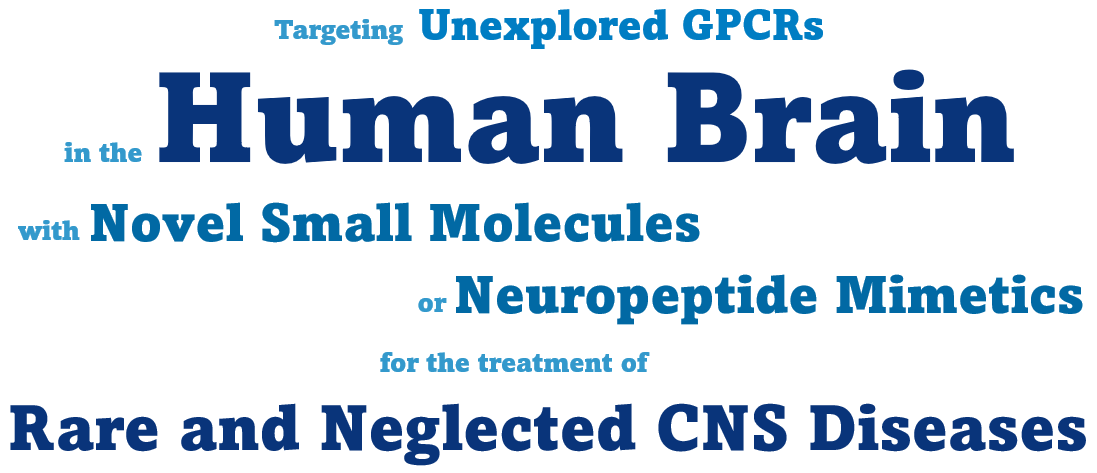 Targeting Unexplored GPCRs
in the Human Brain
with Novel Small Molecules
or Neuropeptide Mimetics
for the treatment of
Rare and Neglected CNS Diseases